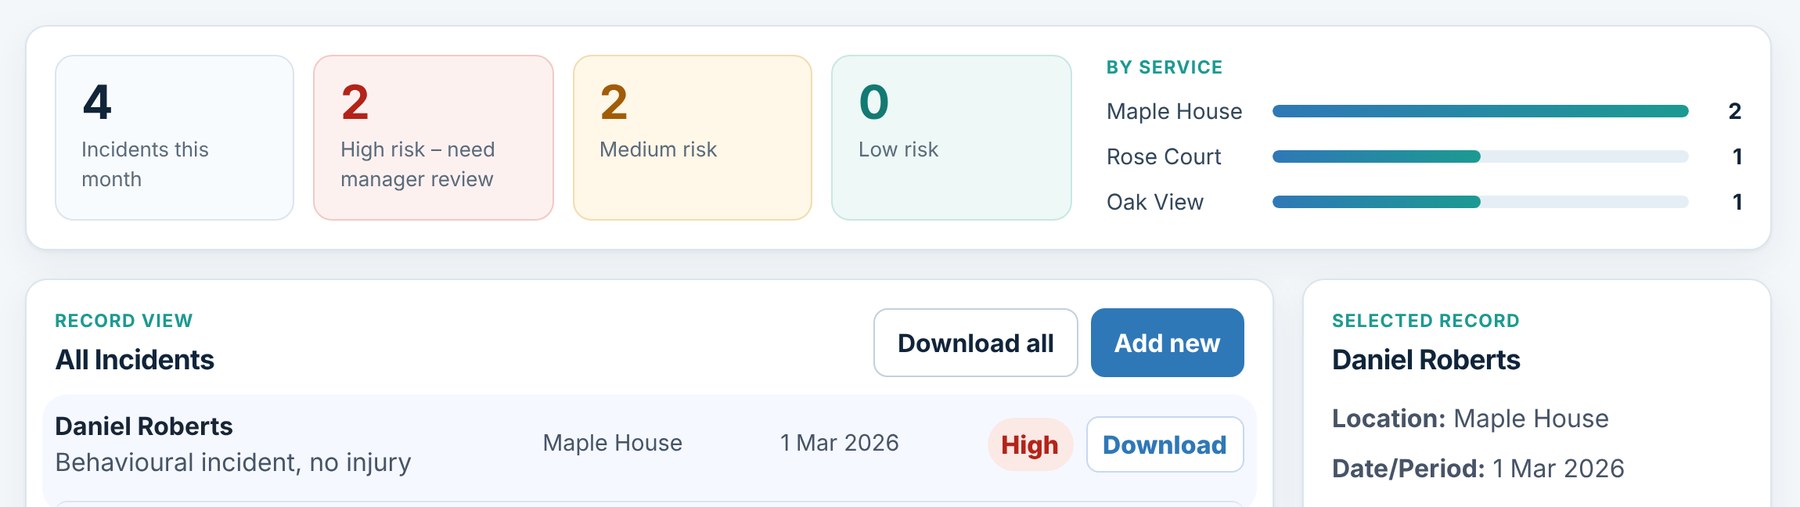 4
Incidents this
month
2
High risk – need
manager review
2
Medium risk
0
Low risk
BY SERVICE
Maple House 2
Rose Court 1
Oak View 1
RECORD VIEW
All Incidents
Download all
Add new
Daniel Roberts
Behavioural incident, no injury
Maple House
1 Mar 2026
High
Download
SELECTED RECORD
Daniel Roberts
Location: Maple House
Date/Period: 1 Mar 2026